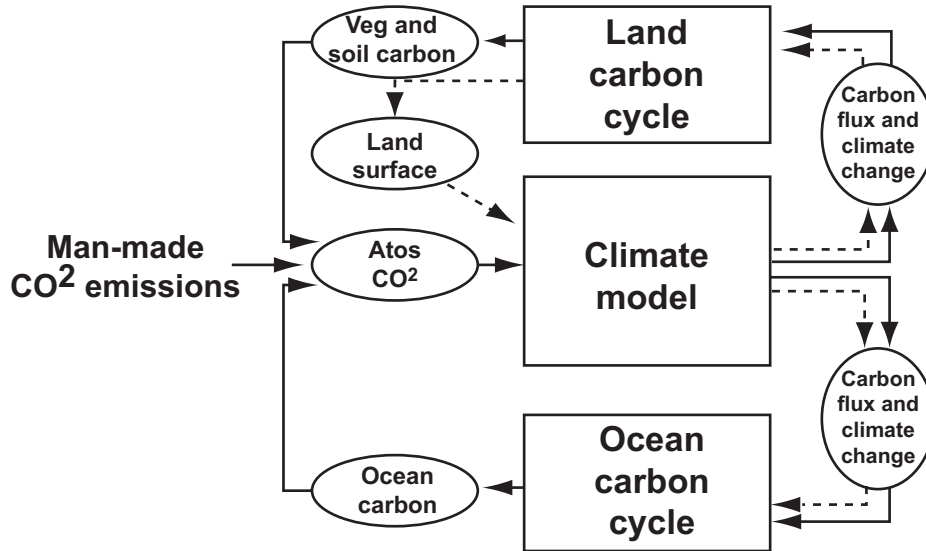 Veg and
soil carbon
Land
carbon
cycle
Carbon
flux and
climate
change
Land
surface
Man-made
CO² emissions
Atos
CO²
Climate
model
Carbon
flux and
climate
change
Ocean
carbon
Ocean
carbon
cycle